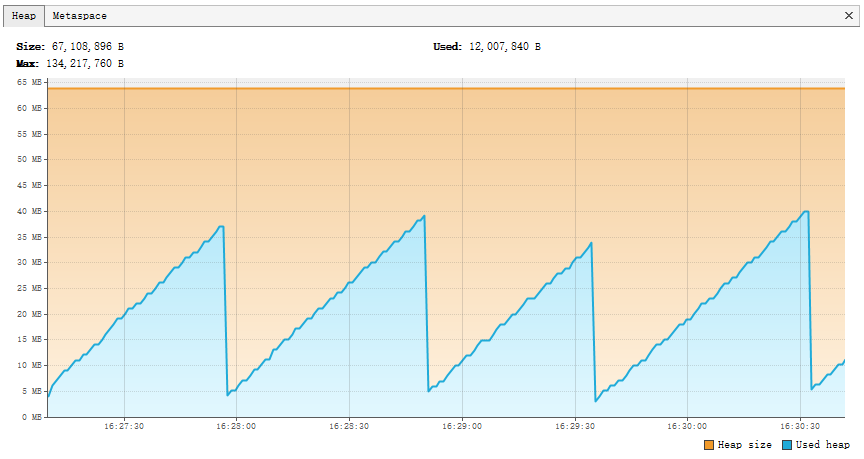 Heap Metaspace
Size: 67,108,896 B Used: 12,007,840 B
Max: 134,217,760 B
65 MB
60 MB
55 MB
50 MB
45 MB
40 MB
35 MB
30 MB
25 MB
20 MB
15 MB
10 MB
5 MB
0 MB
16:27:30 16:28:00 16:28:30 16:29:00 16:29:30 16:30:00 16:30:30
Heap size Used heap